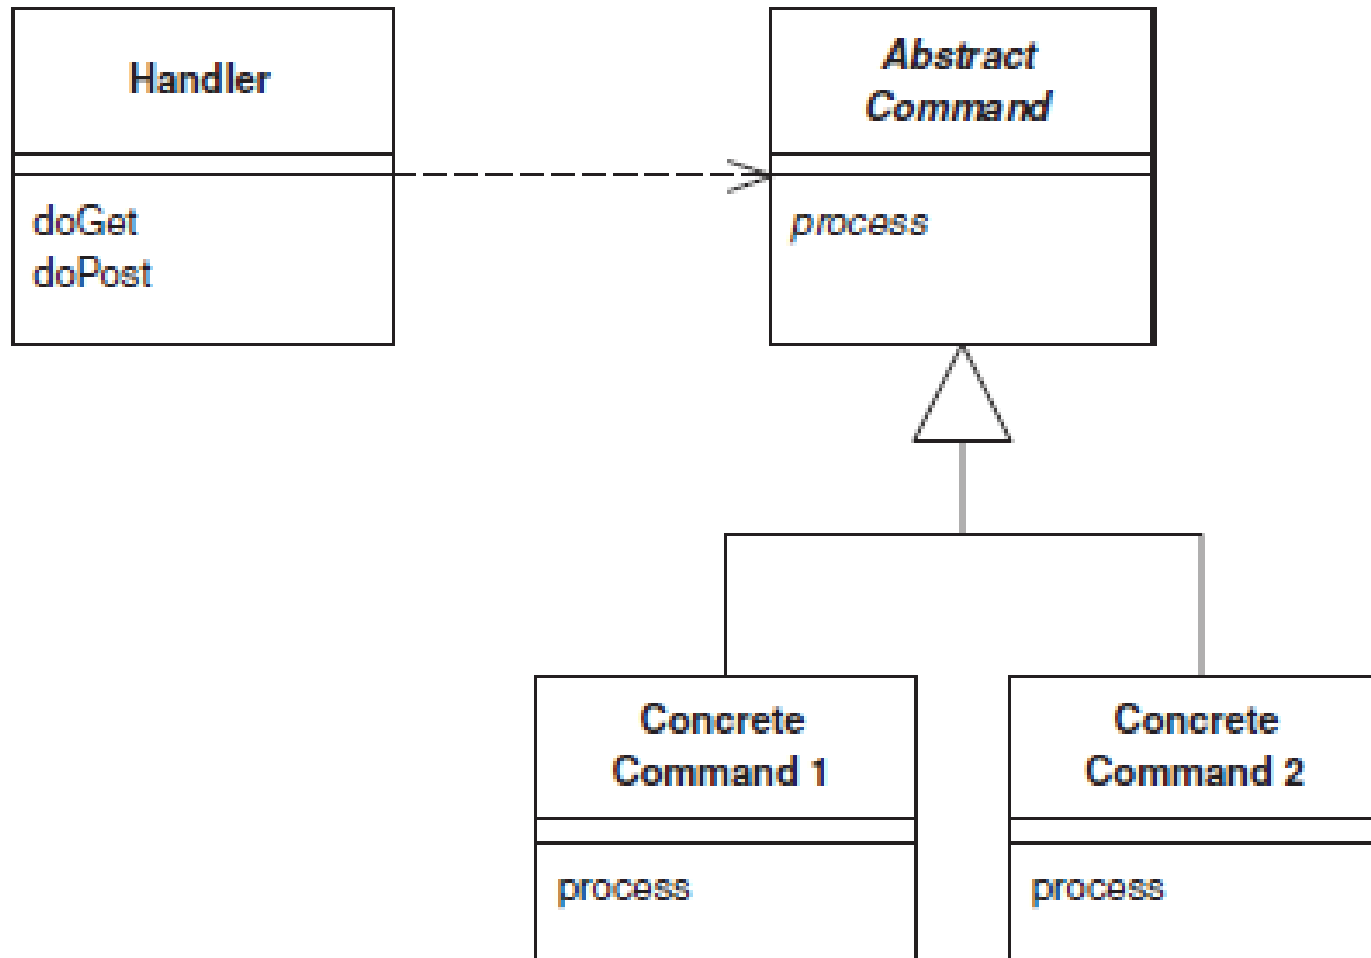 Handler
doGet
doPost
Abstract
Command
process
Concrete
Command 1
process
Concrete
Command 2
process